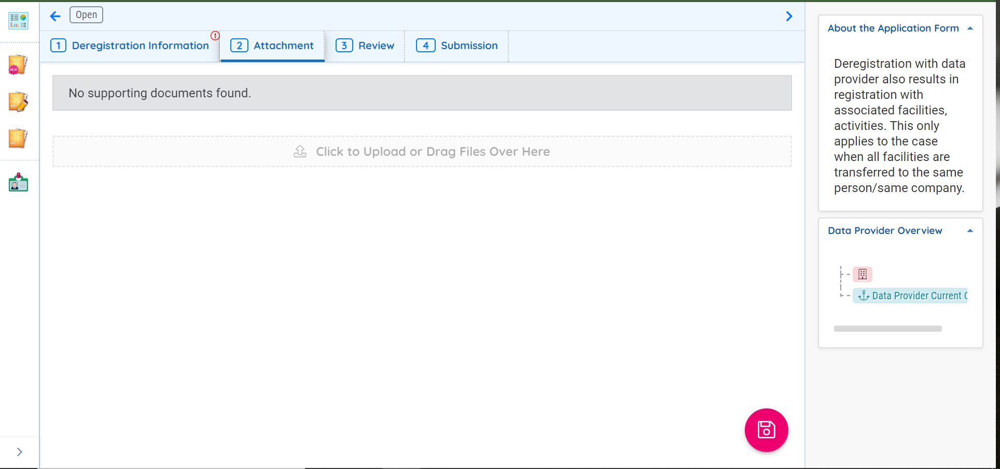 Open
1 Deregistration Information
2 Attachment
3 Review
4 Submission
No supporting documents found.
Click to Upload or Drag Files Over Here
NEW
About the Application Form
Deregistration with data
provider also results in
registration with
associated facilities,
activities. This only
applies to the case
when all facilities are
transferred to the same
person/same company.
Data Provider Overview
Data Provider Current